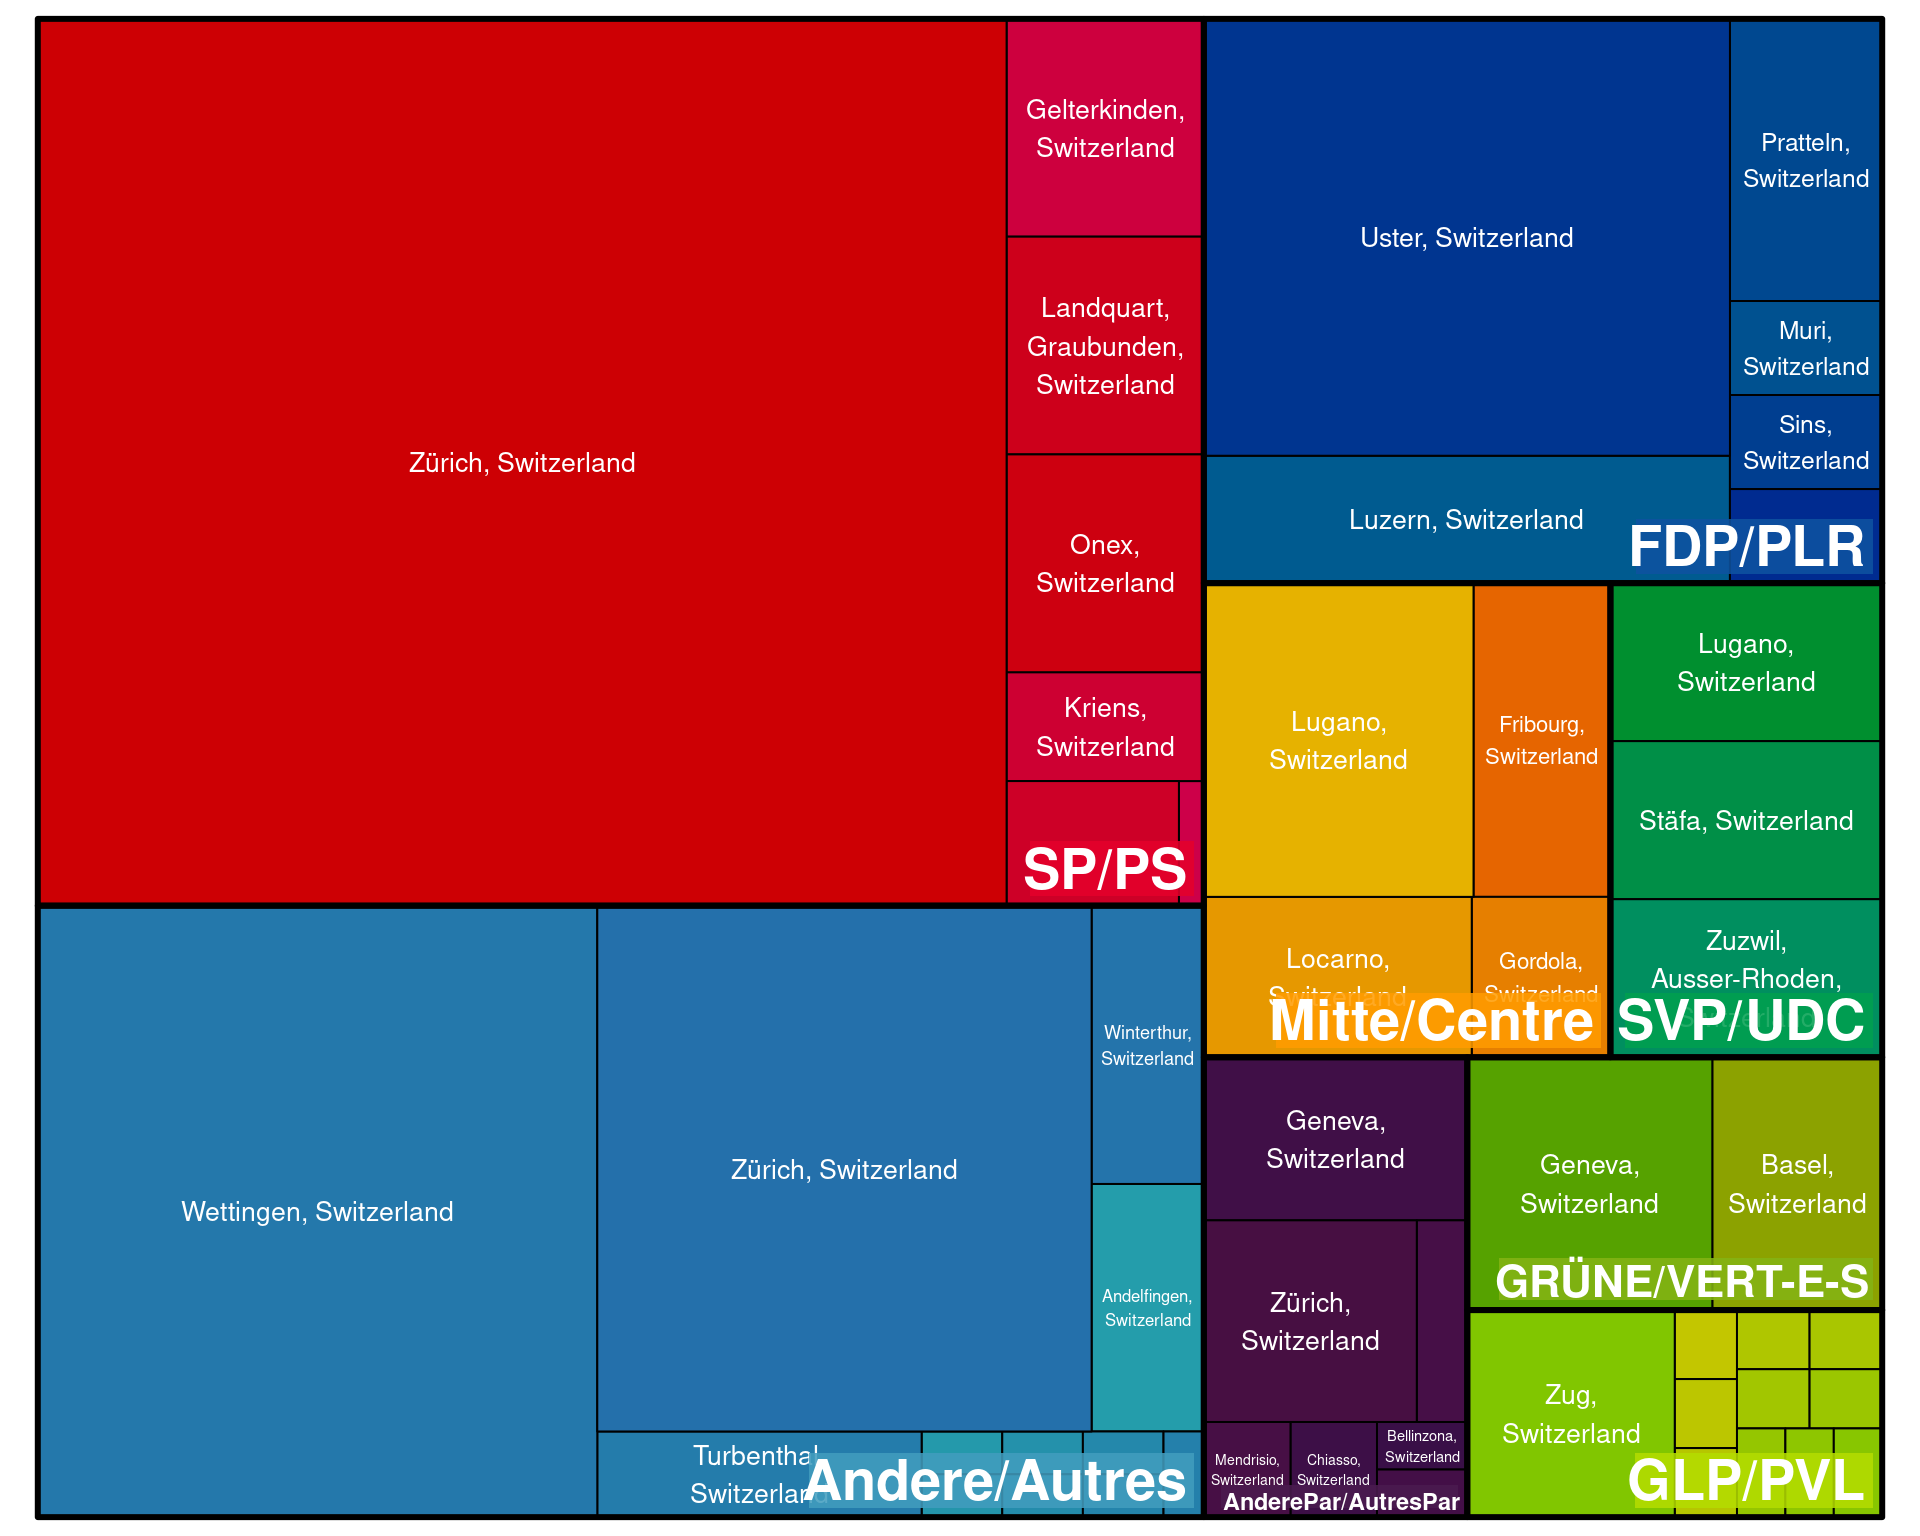 Zürich, Switzerland
Gelterkinden,
Switzerland
Landquart,
Graubunden,
Switzerland
Onex,
Switzerland
Kriens,
Switzerland
SP/PS
Uster, Switzerland
Pratteln,
Switzerland
Muri,
Switzerland
Sins,
Switzerland
Luzern, Switzerland
FDP/PLR
Lugano,
Switzerland
Fribourg,
Switzerland
Locarno,
Switzerland
Gordola,
Switzerland
Mitte/Centre
Lugano,
Switzerland
Stäfa, Switzerland
Zuzwil,
Ausser-Rhoden,
SVP/UDC
Wettingen, Switzerland
Zürich, Switzerland
Winterthur,
Switzerland
Andelfingen,
Switzerland
Turbenthal,
Switzerland
Andere/Autres
Geneva,
Switzerland
Zürich,
Switzerland
Mendrisio,
Switzerland
Chiasso,
Switzerland
Bellinzona,
Switzerland
AnderePar/AutresPar
Geneva,
Switzerland
Basel,
Switzerland
GRÜNE/VERT-E-S
Zug,
Switzerland
GLP/PVL